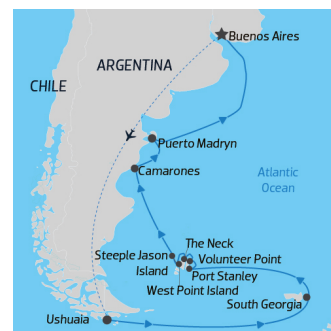 Buenos Aires
ARGENTINA
CHILE
Puerto Madryn
Camarones
Atlantic
Ocean
The Neck
Steeple Jason
Island
Volunteer Point
Port Stanley
West Point Island
South Georgia
Ushuaia